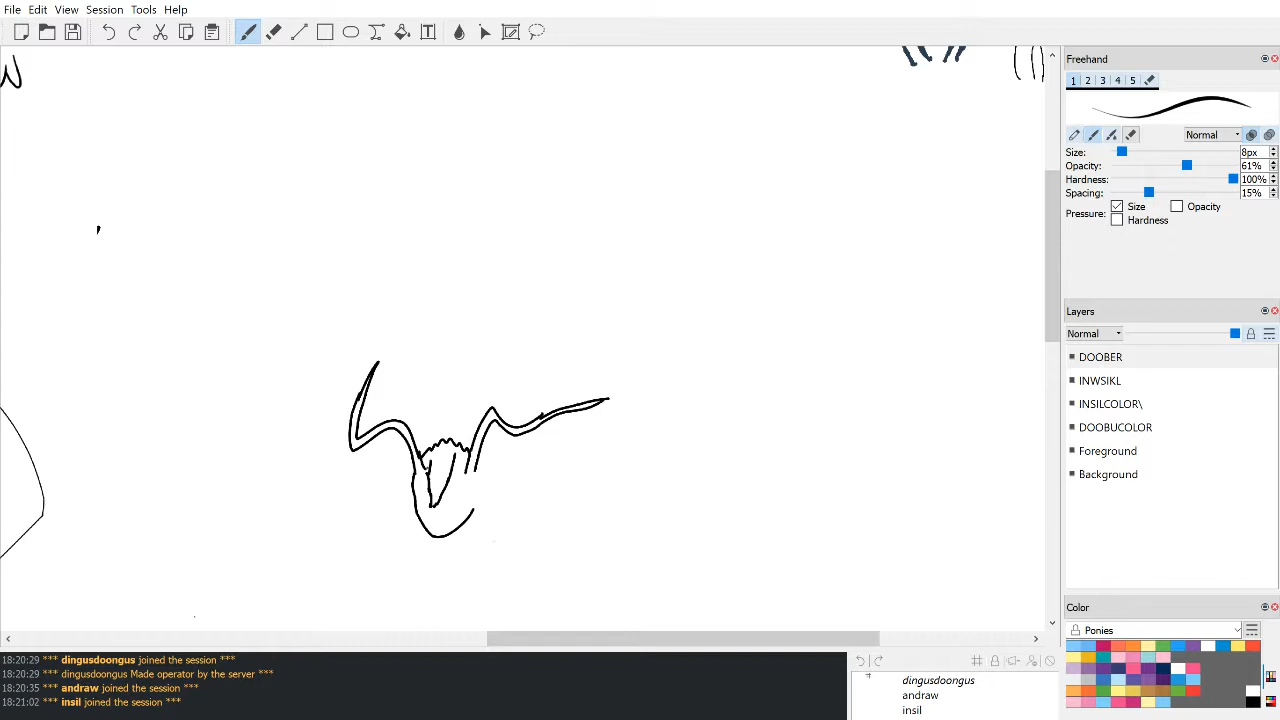 File Edit View Session Tools Help
Freehand
1 2 3 4 5
Normal
Size: 8px
Opacity: 61%
Hardness: 100%
Spacing: 15%
Pressure: Size Opacity
Hardness
Layers
Normal
DOOBER
INWSIKL
INSILCOLOR\
DOOBUCOLOR
Foreground
Background
Color
Ponies
18:20:29 *** dingusdoongus joined the session ***
18:20:29 *** dingusdoongus Made operator by the server ***
18:20:35 *** andraw joined the session ***
18:21:02 *** insil joined the session ***
dingusdoongus
andraw
insil